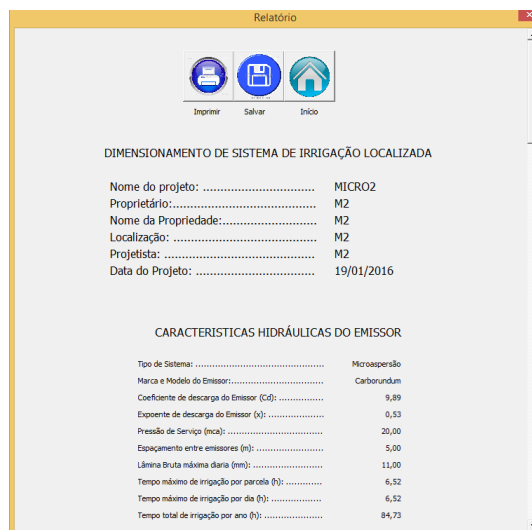 Relatório
Imprimir Salvar Início
DIMENSIONAMENTO DE SISTEMA DE IRRIGAÇÃO LOCALIZADA
Nome do projeto: ................................ MICRO2
Proprietário:......................................... M2
Nome da Propriedade:........................... M2
Localização: ......................................... M2
Projetista: ........................................... M2
Data do Projeto: .................................. 19/01/2016
CARACTERISTICAS HIDRÁULICAS DO EMISSOR
Tipo de Sistema: .............................................. Microaspersão
Marca e Modelo do Emissor:................................. Carborundum
Coeficiente de descarga do Emissor (Cd): ................ 9,89
Expoente de descarga do Emissor (x): .................... 0,53
Pressão de Serviço (mca): .................................. 20,00
Espaçamento entre emissores (m): ....................... 5,00
Lâmina Bruta máxima diaria (mm): ......................... 11,00
Tempo máximo de irrigação por parcela (h): ............. 6,52
Tempo máximo de irrigação por dia (h): .................. 6,52
Tempo total de irrigação por ano (h): ..................... 84,73